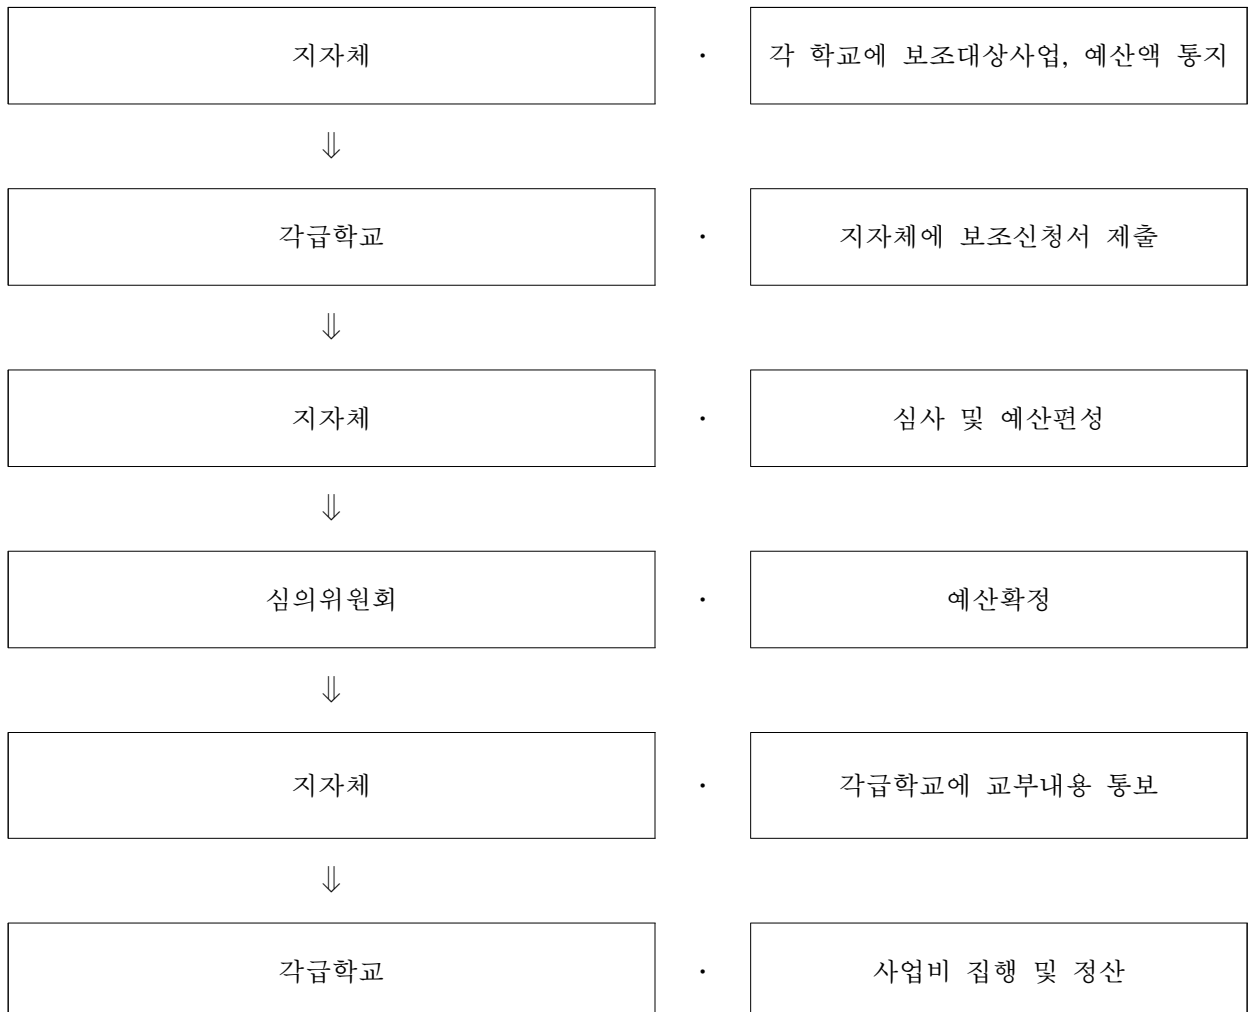 지자체 · 각 학교에 보조대상사업, 예산액 통지
⇓
각급학교 · 지자체에 보조신청서 제출
⇓
지자체 · 심사 및 예산편성
⇓
심의위원회 · 예산확정
⇓
지자체 · 각급학교에 교부내용 통보
⇓
각급학교 · 사업비 집행 및 정산